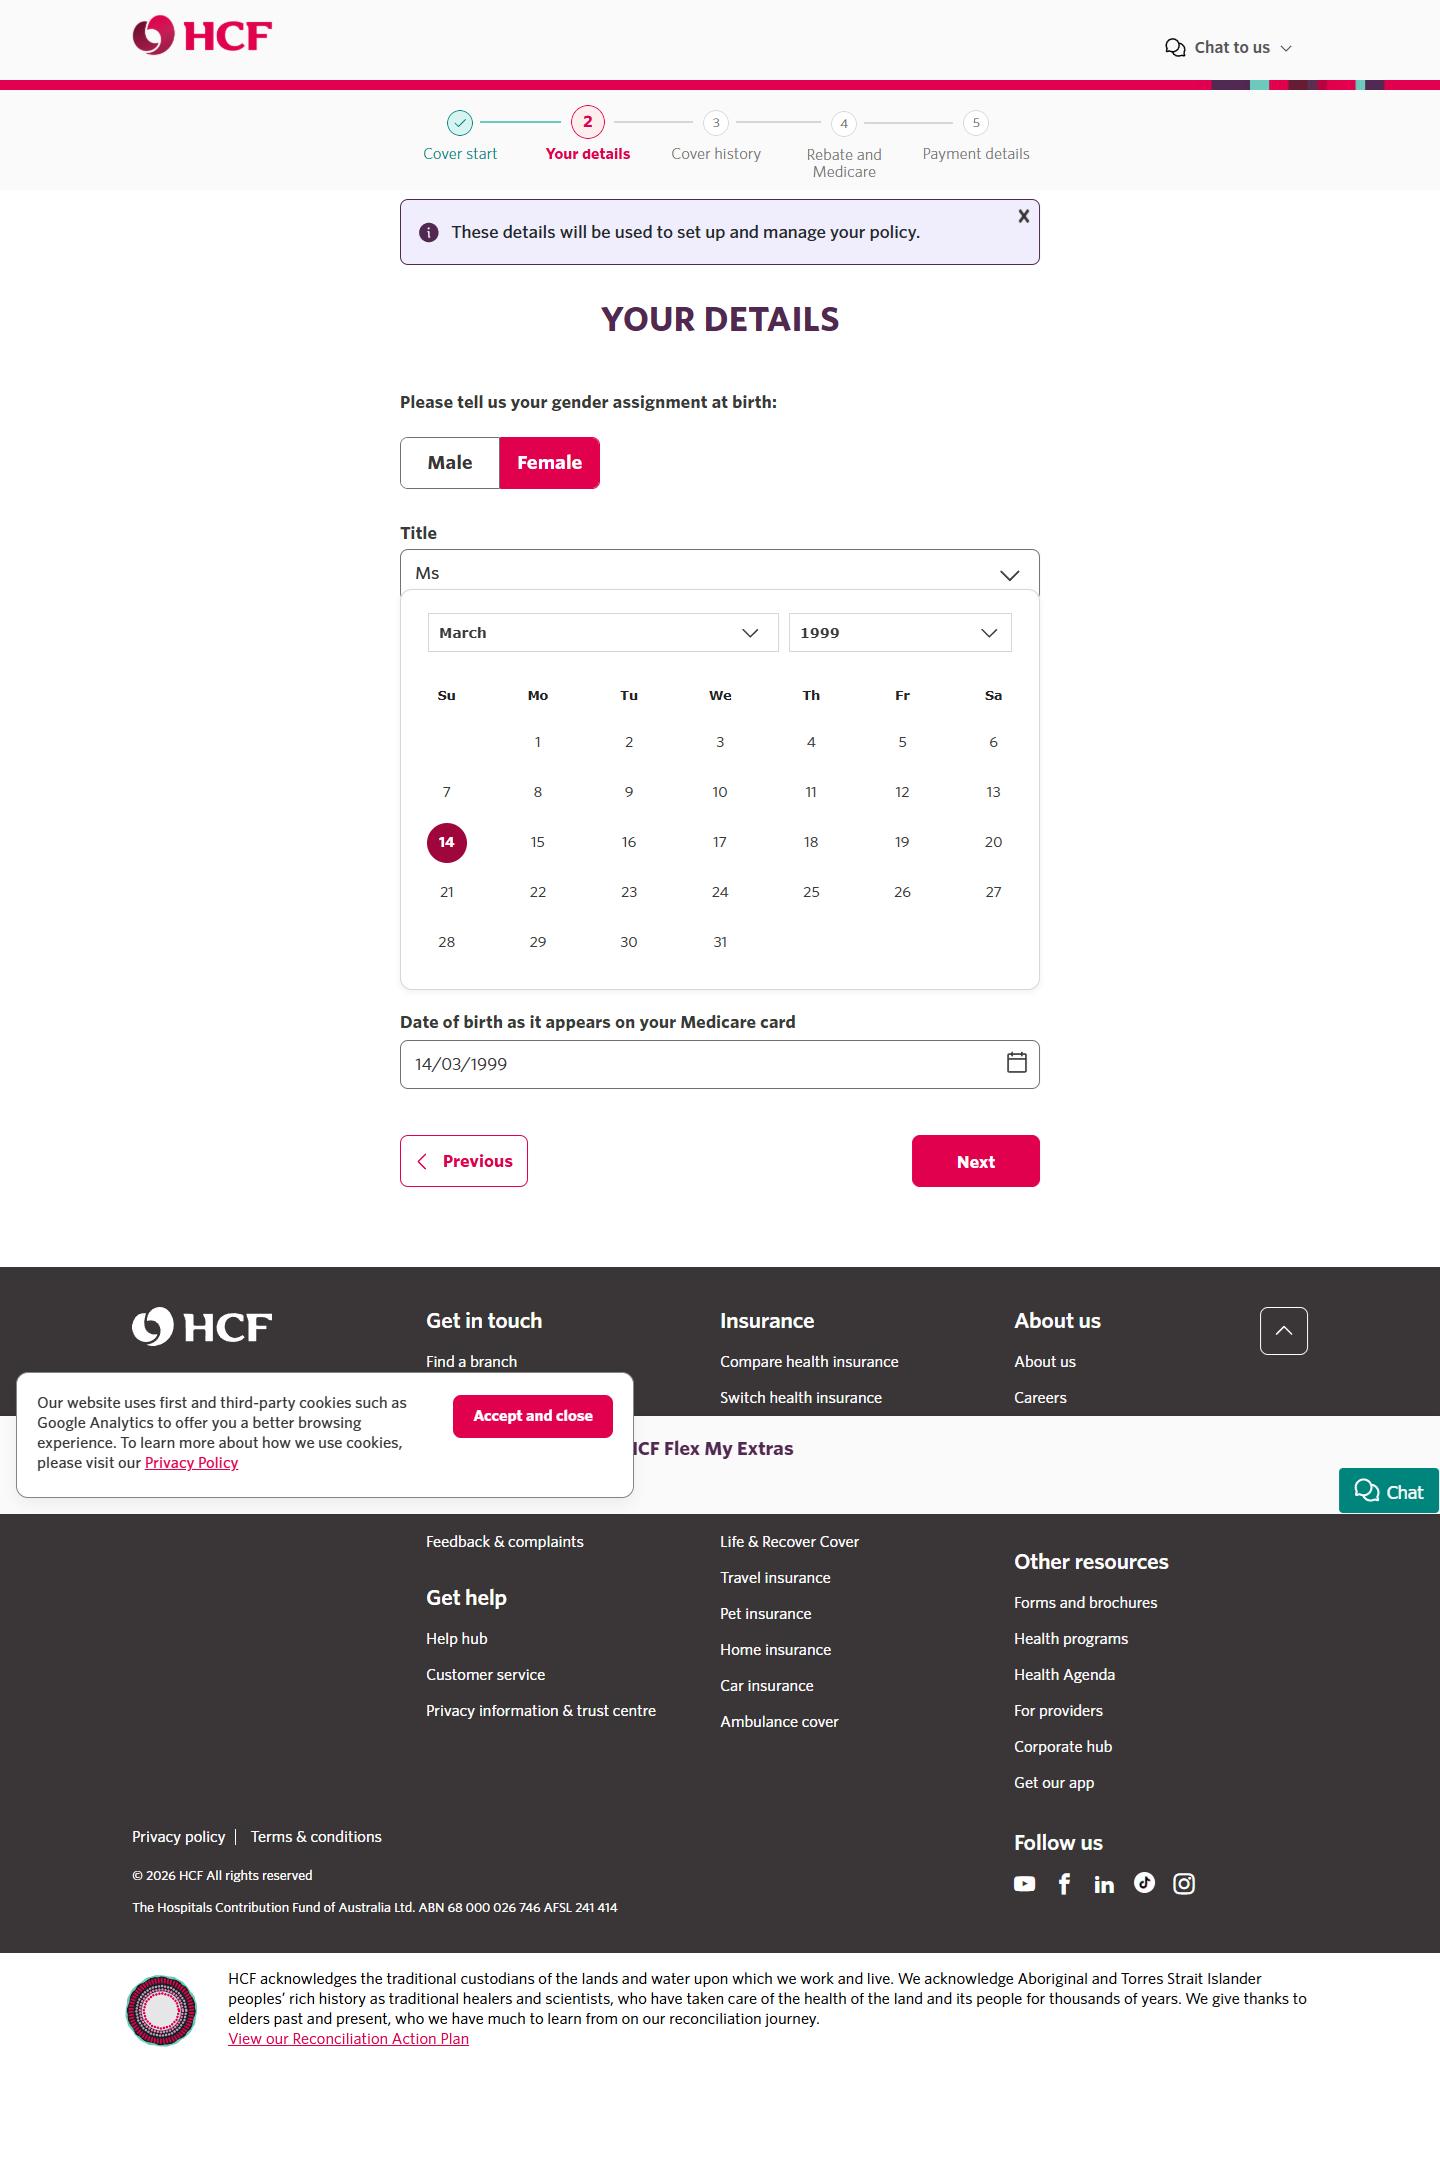 HCF
Chat to us
2
3
4
5
Cover start
Your details
Cover history
Rebate and
Medicare
Payment details
These details will be used to set up and manage your policy.
X
YOUR DETAILS
Please tell us your gender assignment at birth:
Male
Female
Title
Ms
March
1999
Su Mo Tu We Th Fr Sa
1 2 3 4 5 6
7 8 9 10 11 12 13
14 15 16 17 18 19 20
21 22 23 24 25 26 27
28 29 30 31
Date of birth as it appears on your Medicare card
14/03/1999
Previous
Next
HCF
Get in touch
Find a branch
Insurance
Compare health insurance
Switch health insurance
About us
About us
Careers
Our website uses first and third-party cookies such as
Google Analytics to offer you a better browsing
experience. To learn more about how we use cookies,
please visit our Privacy Policy
Accept and close
HCF Flex My Extras
Chat
Feedback & complaints
Get help
Help hub
Customer service
Privacy information & trust centre
Life & Recover Cover
Travel insurance
Pet insurance
Home insurance
Car insurance
Ambulance cover
Other resources
Forms and brochures
Health programs
Health Agenda
For providers
Corporate hub
Get our app
Privacy policy | Terms & conditions
© 2026 HCF All rights reserved
The Hospitals Contribution Fund of Australia Ltd. ABN 68 000 026 746 AFSL 241 414
Follow us
HCF acknowledges the traditional custodians of the lands and water upon which we work and live. We acknowledge Aboriginal and Torres Strait Islander
peoples’ rich history as traditional healers and scientists, who have taken care of the health of the land and its people for thousands of years. We give thanks to
elders past and present, who we have much to learn from on our reconciliation journey.
View our Reconciliation Action Plan